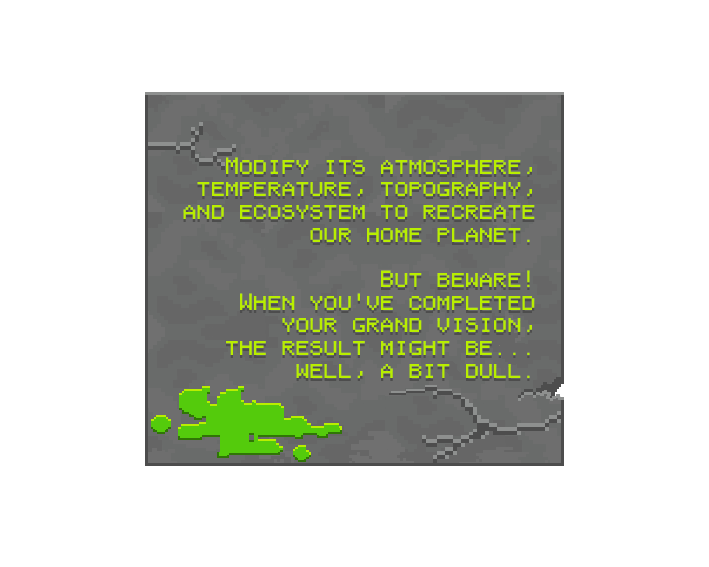 Modify its atmosphere,
temperature, topography,
and ecosystem to recreate
our home planet.
But beware!
When you've completed
your grand vision,
the result might be...
well, a bit dull.